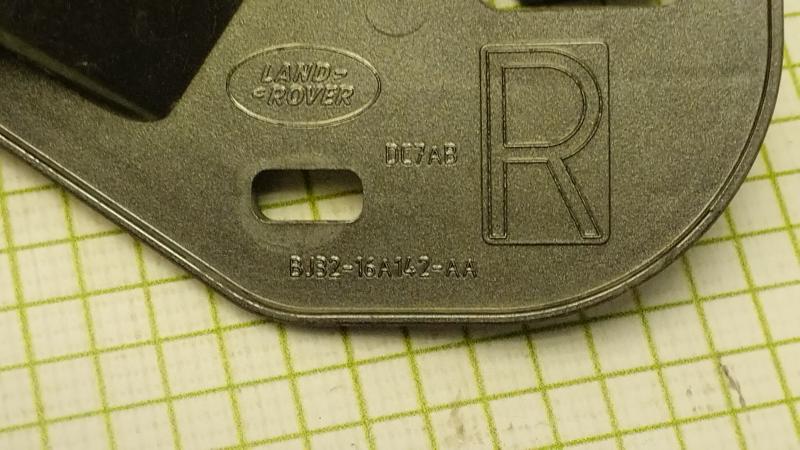 LAND-
-ROVER
DC7AB
R
BJ32-16A142-AA